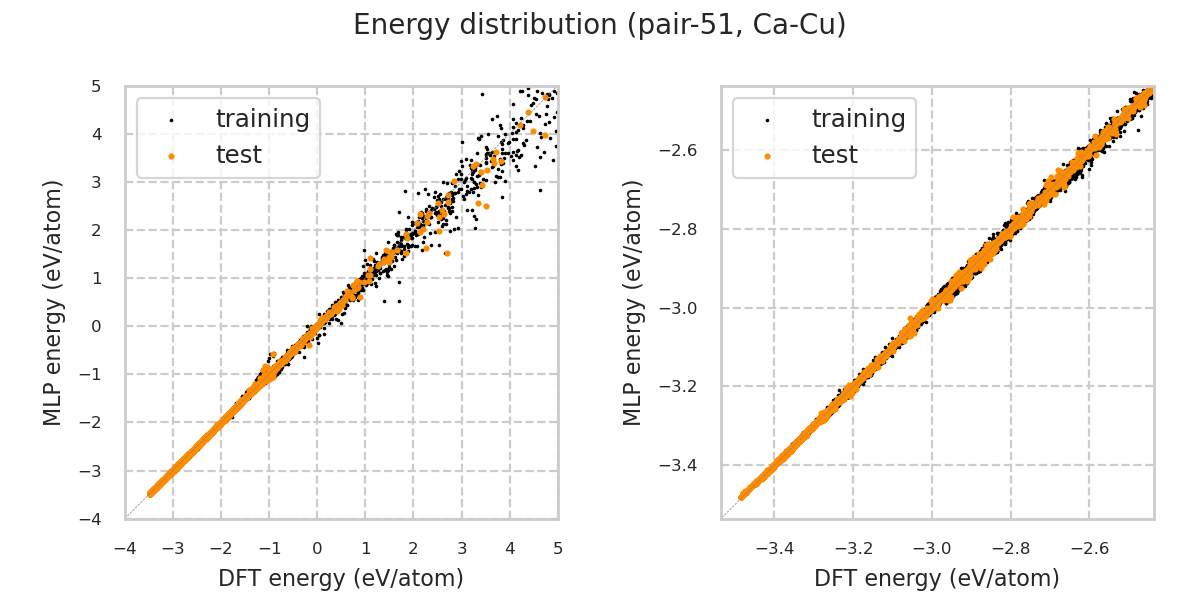 Energy distribution (pair-51, Ca-Cu)
training
test
MLP energy (eV/atom)
5
4
3
2
1
0
−1
−2
−3
−4
−4 −3 −2 −1 0 1 2 3 4 5
DFT energy (eV/atom)
training
test
MLP energy (eV/atom)
−2.6
−2.8
−3.0
−3.2
−3.4
−3.4 −3.2 −3.0 −2.8 −2.6
DFT energy (eV/atom)